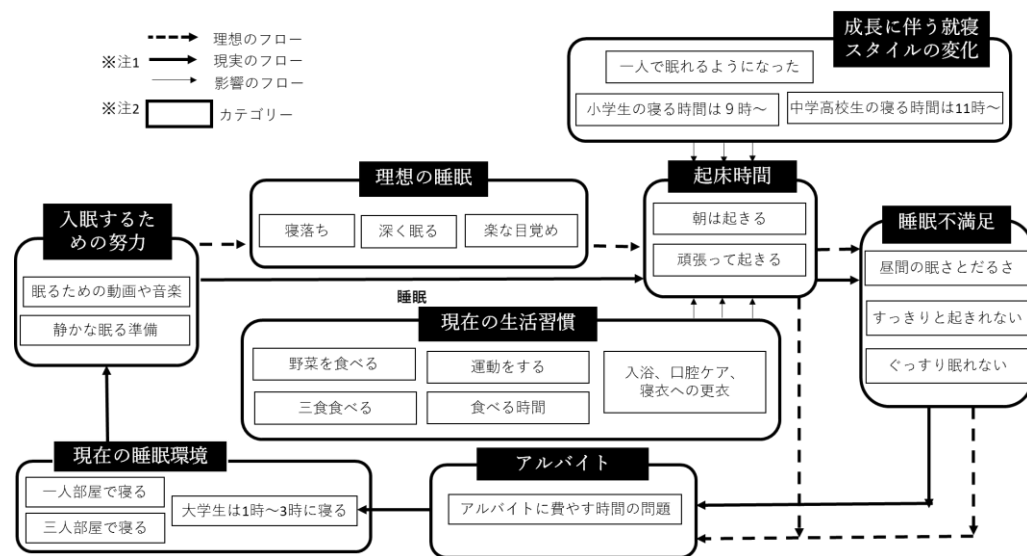 ※注1
理想のフロー
現実のフロー
影響のフロー
※注2
カテゴリー
成長に伴う就寝
スタイルの変化
一人で眠れるようになった
小学生の寝る時間は９時～
中学高校生の寝る時間は11時～
理想の睡眠
寝落ち
深く眠る
楽な目覚め
起床時間
朝は起きる
頑張って起きる
入眠するた
めの努力
眠るための動画や音楽
静かな眠る準備
睡眠不満足
昼間の眠さとだるさ
すっきりと起きれない
ぐっすり眠れない
睡眠
現在の生活習慣
野菜を食べる
運動をする
三食食べる
食べる時間
入浴、口腔ケア、
寝衣への更衣
現在の睡眠環境
一人部屋で寝る
三人部屋で寝る
大学生は1時～3時に寝る
アルバイト
アルバイトに費やす時間の問題